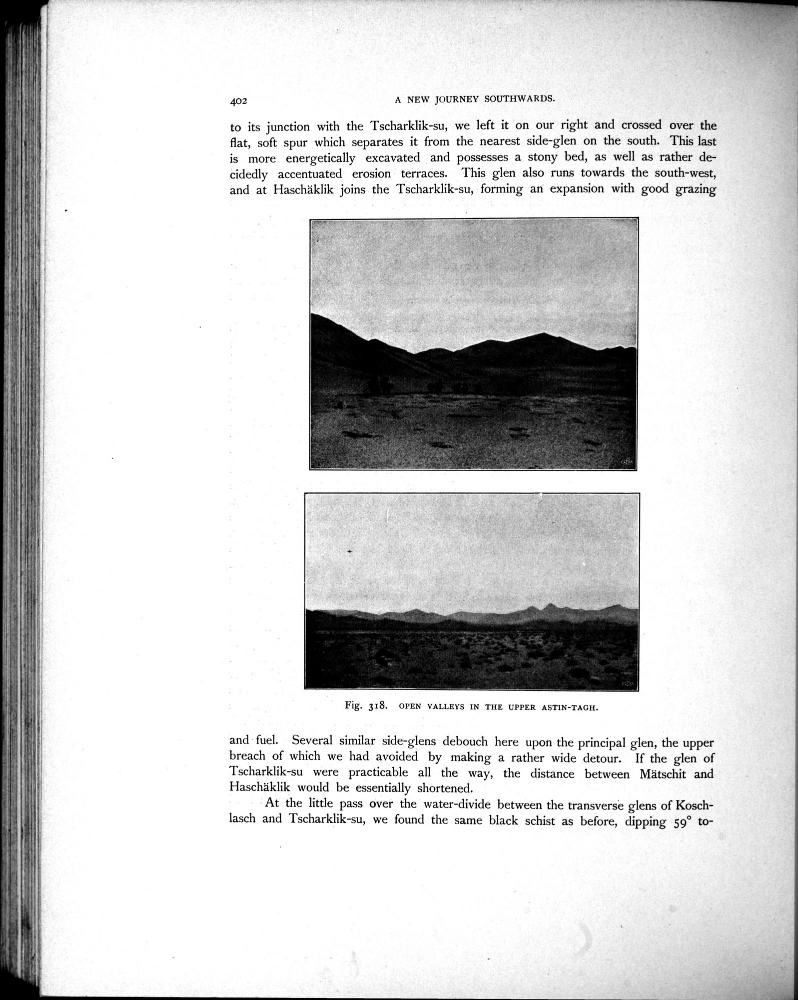 402
A NEW JOURNEY SOUTHWARDS.
to its junction with the Tscharklik-su, we left it on our right and crossed over the
flat, soft spur which separates it from the nearest side-glen on the south. This last
is more energetically excavated and possesses a stony bed, as well as rather de-
cidedly accentuated erosion terraces. This glen also runs towards the south-west,
and at Haschäklik joins the Tscharklik-su, forming an expansion with good grazing
Fig. 318. OPEN VALLEYS IN THE UPPER ASTIN-TAGH.
and fuel. Several similar side-glens debouch here upon the principal glen, the upper
breach of which we had avoided by making a rather wide detour. If the glen of
Tscharklik-su were practicable all the way, the distance between Mätschit and
Haschäklik would be essentially shortened.
At the little pass over the water-divide between the transverse glens of Kosch-
lasch and Tscharklik-su, we found the same black schist as before, dipping 59° to-